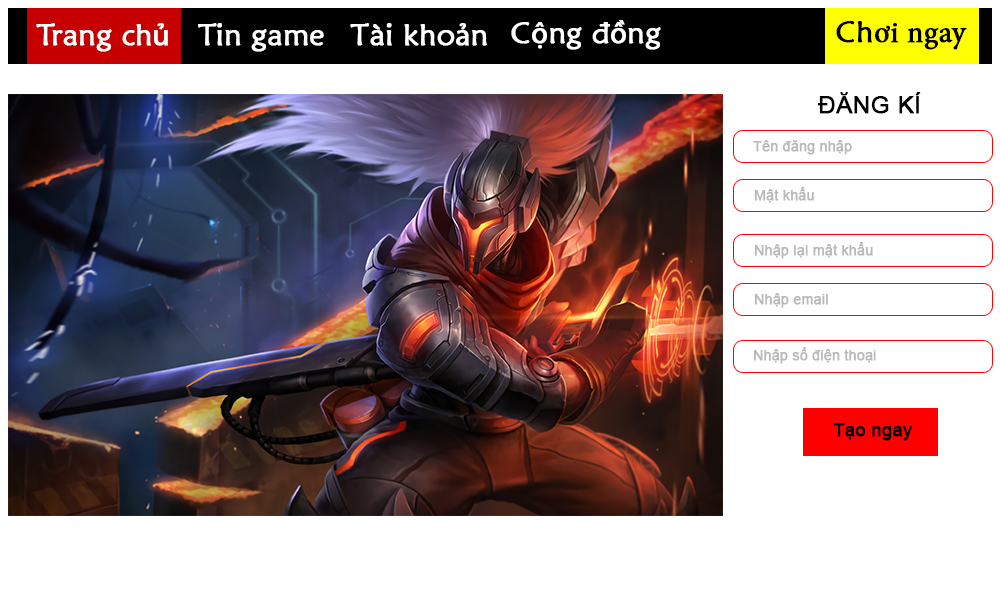 Trang chủ Tin game Tài khoản Cộng đồng Chơi ngay
ĐĂNG KÍ
Tên đăng nhập
Mật khẩu
Nhập lại mật khẩu
Nhập email
Nhập số điện thoại
Tạo ngay